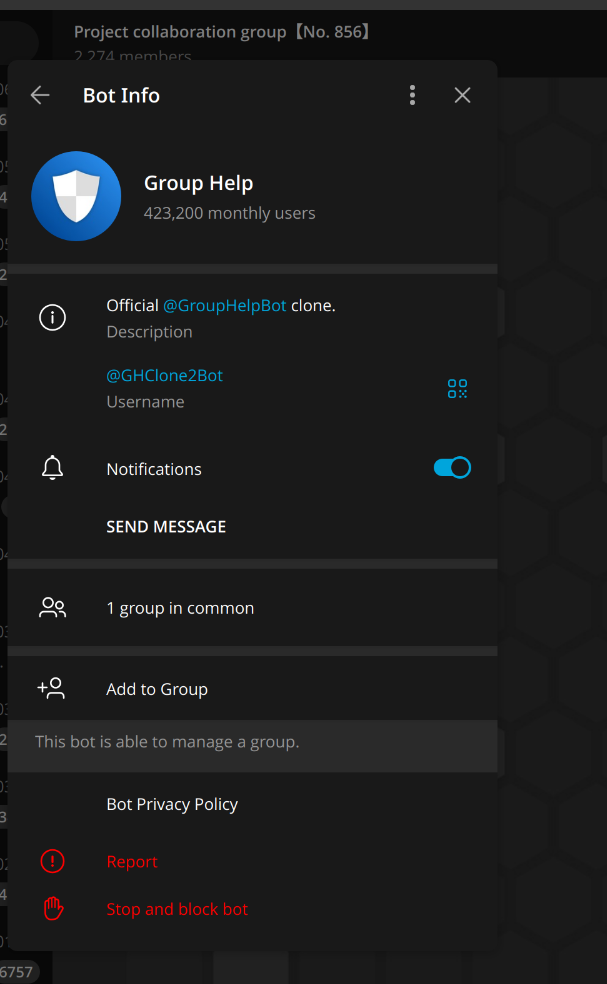 Project collaboration group【No. 856】
2 274 members
Bot Info
Group Help
423,200 monthly users
Official @GroupHelpBot clone.
Description
@GHClone2Bot
Username
Notifications
SEND MESSAGE
1 group in common
Add to Group
This bot is able to manage a group.
Bot Privacy Policy
Report
Stop and block bot
6757